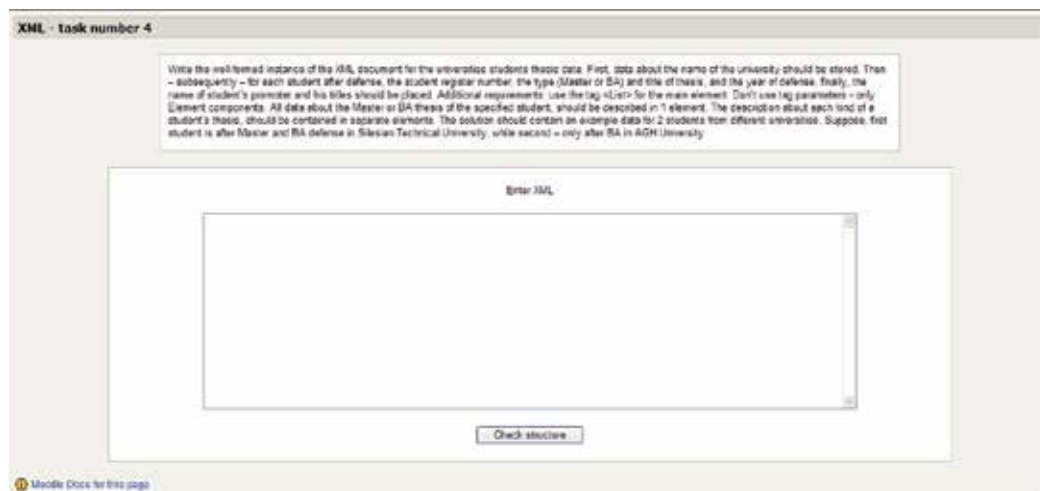 XML - task number 4
Write the well-formed instance of the XML document for the universities students thesis data. First, data about the name of the university should be stored. Then
– subsequently – for each student after defense, the student register number, the type (Master or BA) and title of thesis, and the year of defense, finally, the
name of student's promoter and his titles should be placed. Additional requirements: use the tag <List> for the main element. Don't use tag parameters - only
Element components. All data about the Master or BA thesis of the specified student, should be described in 1 element. The description about each kind of a
student's thesis, should be contained in separate elements. The solution should contain an example data for 2 students from different universities. Suppose, first
student is after Master and BA defense in Silesian Technical University, while second – only after BA in AGH University.
Enter XML
Check structure
Moodle Docs for this page